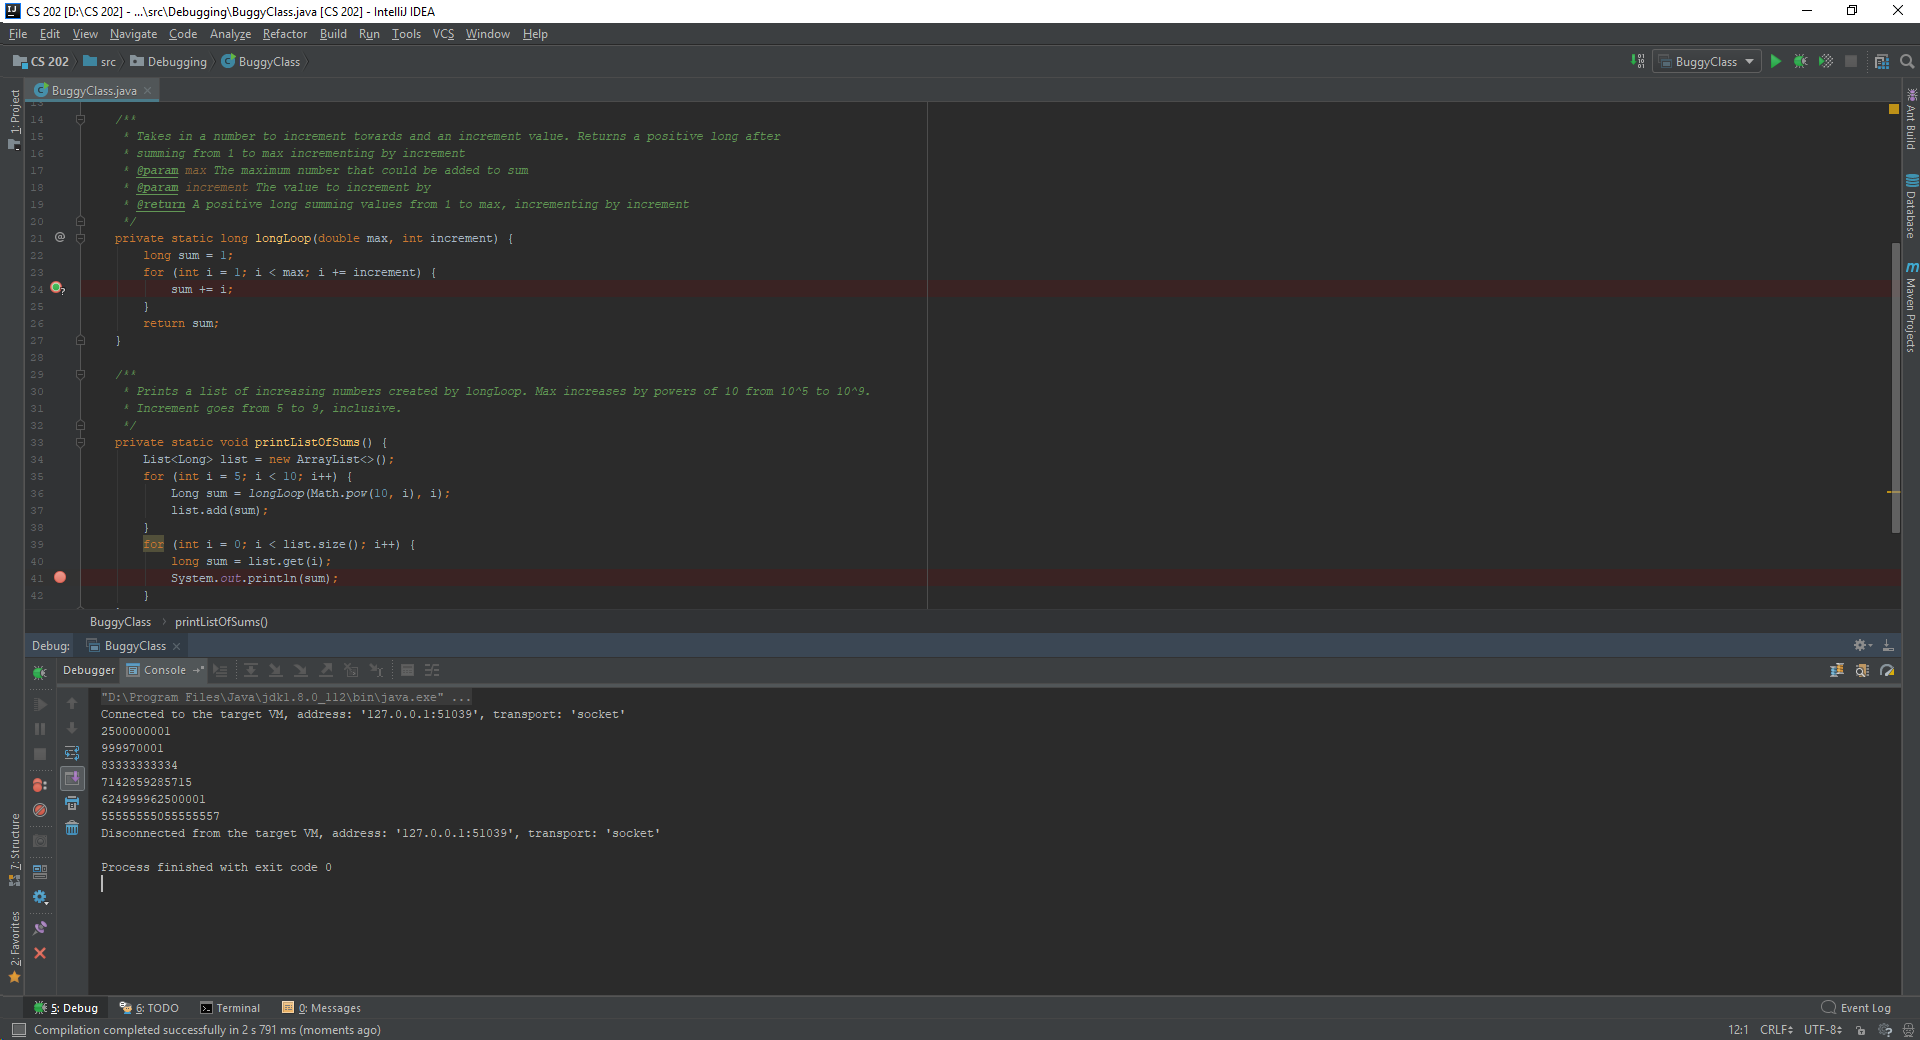 CS 202 [D:\CS 202] - ...\src\Debugging\BuggyClass.java [CS 202] - IntelliJ IDEA
File Edit View Navigate Code Analyze Refactor Build Run Tools VCS Window Help
CS 202 src Debugging BuggyClass BuggyClass
BuggyClass.java
1: Project
7: Structure
2: Favorites
Ant Build
Database
Maven Projects
13
14 /**
15 * Takes in a number to increment towards and an increment value. Returns a positive long after
16 * summing from 1 to max incrementing by increment
17 * @param max The maximum number that could be added to sum
18 * @param increment The value to increment by
19 * @return A positive long summing values from 1 to max, incrementing by increment
20 */
21 @ private static long longLoop(double max, int increment) {
22 long sum = 1;
23 for (int i = 1; i < max; i += increment) {
24 sum += i;
25 }
26 return sum;
27 }
28
29 /**
30 * Prints a list of increasing numbers created by longLoop. Max increases by powers of 10 from 10^5 to 10^9.
31 * Increment goes from 5 to 9, inclusive.
32 */
33 private static void printListOfSums() {
34 List<Long> list = new ArrayList<>();
35 for (int i = 5; i < 10; i++) {
36 Long sum = longLoop(Math.pow(10, i), i);
37 list.add(sum);
38 }
39 for (int i = 0; i < list.size(); i++) {
40 long sum = list.get(i);
41 System.out.println(sum);
42 }
BuggyClass printListOfSums()
Debug: BuggyClass
Debugger Console
"D:\Program Files\Java\jdk1.8.0_112\bin\java.exe" ...
Connected to the target VM, address: '127.0.0.1:51039', transport: 'socket'
2500000001
999970001
83333333334
7142859285715
624999962500001
55555555055555557
Disconnected from the target VM, address: '127.0.0.1:51039', transport: 'socket'
Process finished with exit code 0
5: Debug 6: TODO Terminal 0: Messages Event Log
Compilation completed successfully in 2 s 791 ms (moments ago) 12:1 CRLF UTF-8